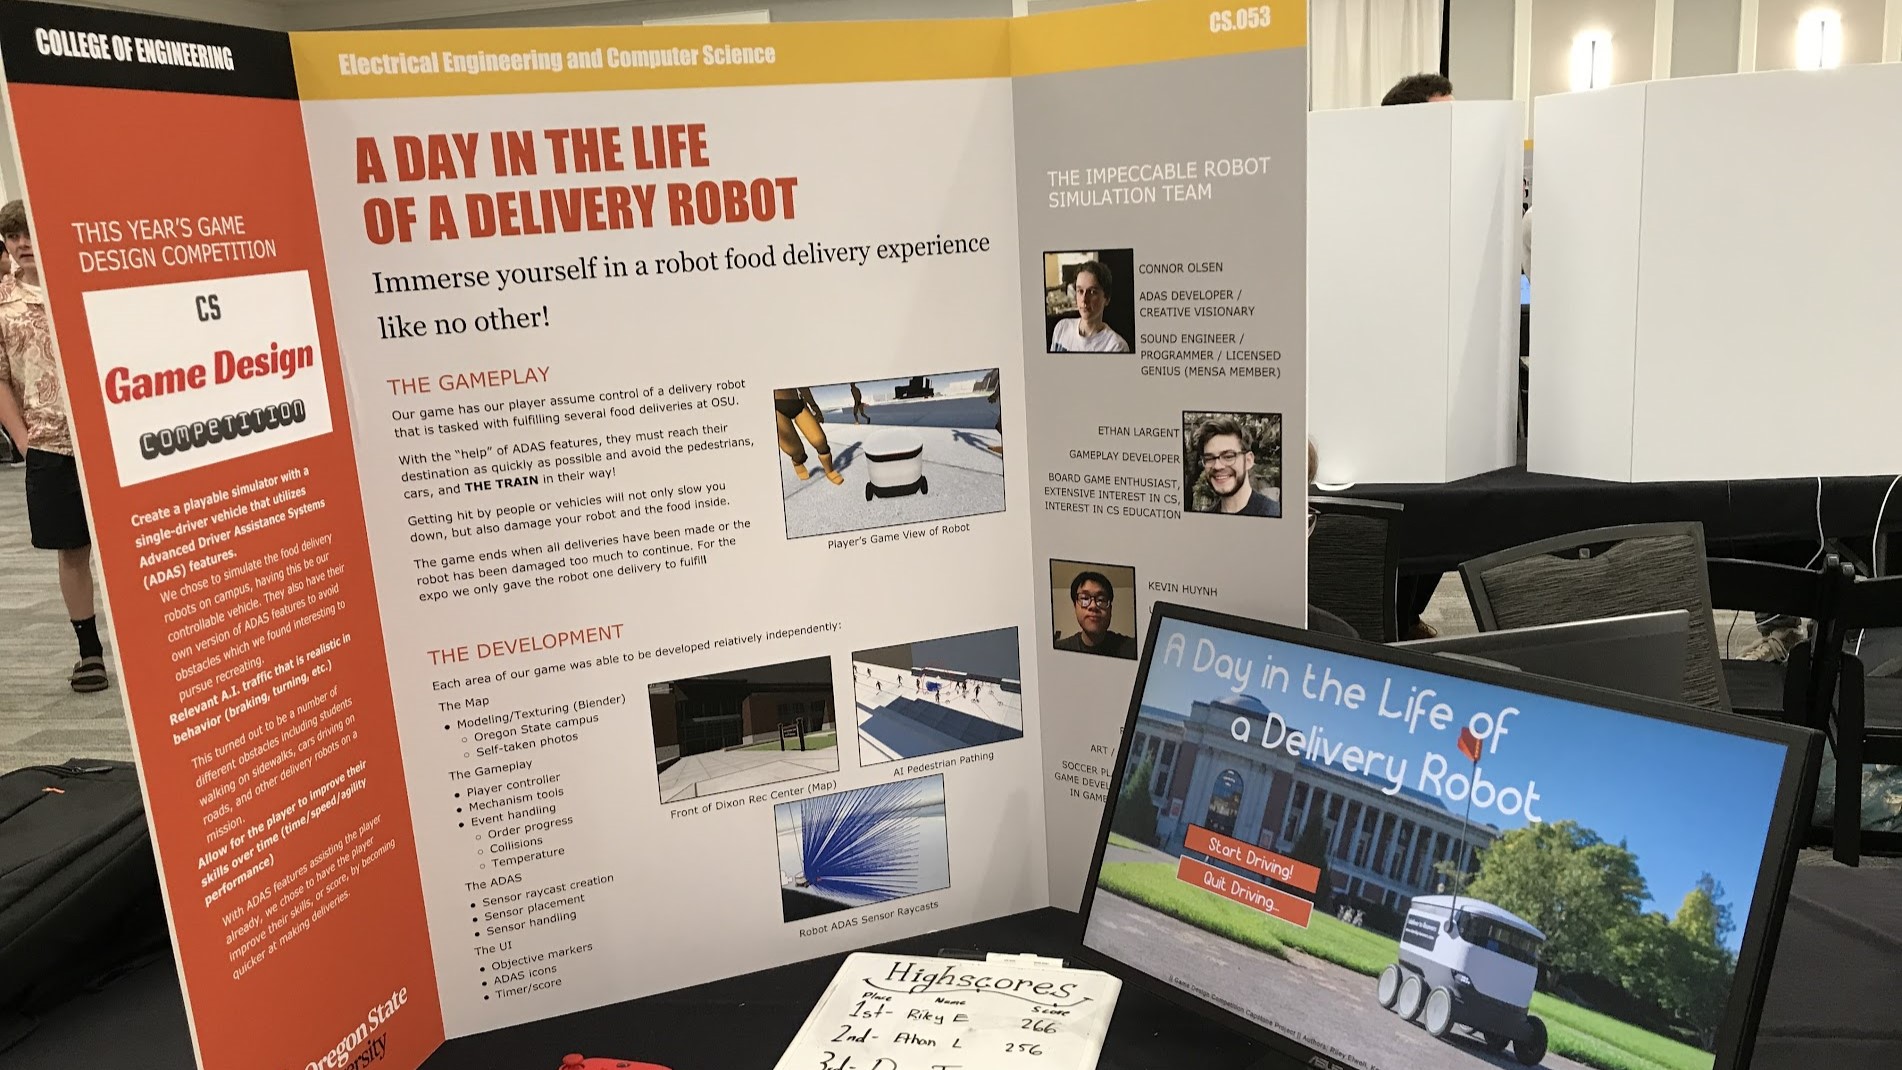 COLLEGE OF ENGINEERING
Electrical Engineering and Computer Science
CS.053
THIS YEAR'S GAME
DESIGN COMPETITION
CS
Game Design
COMPETITION
Create a playable simulator with a
single-driver vehicle that utilizes
Advanced Driver Assistance Systems
(ADAS) features.
We chose to simulate the food delivery
robots on campus, having this be our
controllable vehicle. They also have their
own version of ADAS features to avoid
obstacles which we found interesting to
pursue recreating.
Relevant A.I. traffic that is realistic in
behavior (braking, turning, etc.)
This turned out to be a number of
different obstacles including students
walking on sidewalks, cars driving on
roads, and other delivery robots on a
mission.
Allow for the player to improve their
skills over time (time/speed/agility
performance)
With ADAS features assisting the player
already, we chose to have the player
improve their skills, or score, by becoming
quicker at making deliveries.
Oregon State
A DAY IN THE LIFE
OF A DELIVERY ROBOT
Immerse yourself in a robot food delivery experience
like no other!
THE GAMEPLAY
Our game has our player assume control of a delivery robot
that is tasked with fulfilling several food deliveries at OSU.
With the "help" of ADAS features, they must reach their
destination as quickly as possible and avoid the pedestrians,
cars, and THE TRAIN in their way!
Getting hit by people or vehicles will not only slow you
down, but also damage your robot and the food inside.
The game ends when all deliveries have been made or the
robot has been damaged too much to continue. For the
expo we only gave the robot one delivery to fulfill
Player's Game View of Robot
THE DEVELOPMENT
Each area of our game was able to be developed relatively independently:
The Map
• Modeling/Texturing (Blender)
○ Oregon State campus
○ Self-taken photos
The Gameplay
• Player controller
• Mechanism tools
• Event handling
○ Order progress
○ Collisions
○ Temperature
The ADAS
• Sensor raycast creation
• Sensor placement
• Sensor handling
The UI
• Objective markers
• ADAS icons
• Timer/score
Front of Dixon Rec Center (Map)
AI Pedestrian Pathing
Robot ADAS Sensor Raycasts
THE IMPECCABLE ROBOT
SIMULATION TEAM
CONNOR OLSEN
ADAS DEVELOPER /
CREATIVE VISIONARY
SOUND ENGINEER /
PROGRAMMER / LICENSED
GENIUS (MENSA MEMBER)
ETHAN LARGENT
GAMEPLAY DEVELOPER
BOARD GAME ENTHUSIAST,
EXTENSIVE INTEREST IN CS,
INTEREST IN CS EDUCATION
KEVIN HUYNH
ART /
SOCCER
GAME
IN
A Day in the Life of
a Delivery Robot
Start Driving!
Quit Driving...
|| Game Design Competition Capstone Project || Authors: Riley
Highscores
Place Name Score
1st- Riley E 266
2nd- Ethan L 256
3rd-